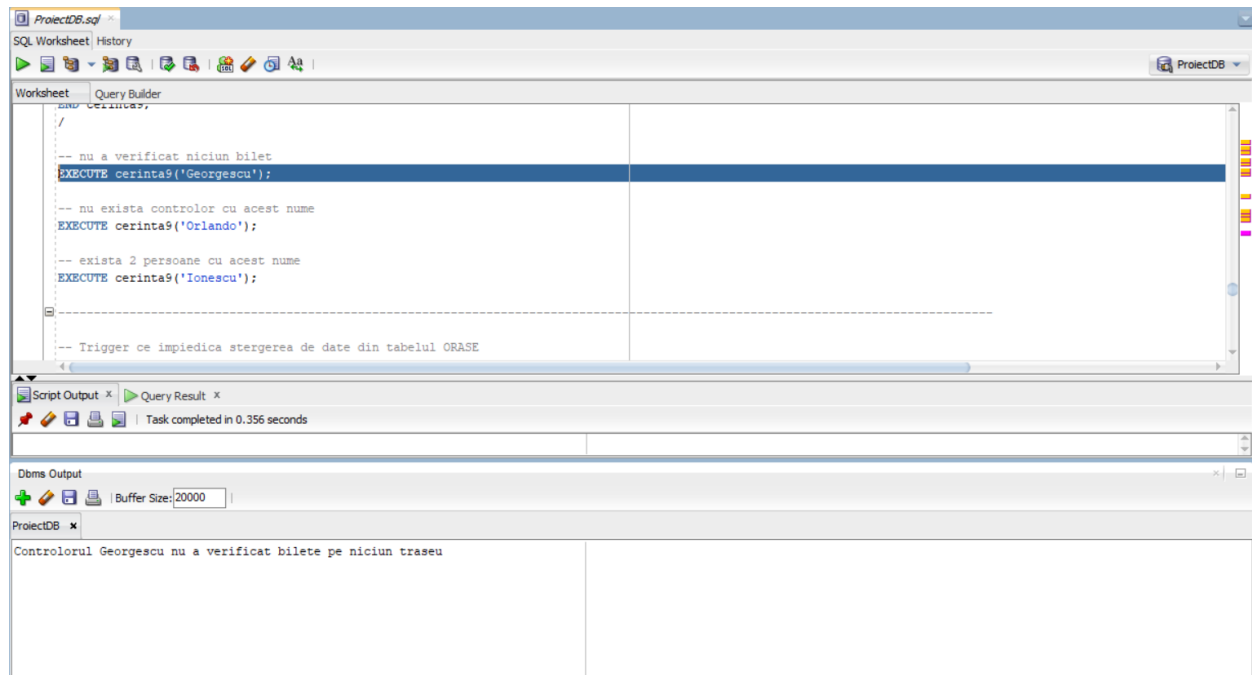 ProiectDB.sql
SQL Worksheet History
ProiectDB
Worksheet Query Builder
END cerinta9;
/
-- nu a verificat niciun bilet
EXECUTE cerinta9('Georgescu');
-- nu exista controlor cu acest nume
EXECUTE cerinta9('Orlando');
-- exista 2 persoane cu acest nume
EXECUTE cerinta9('Ionescu');
-- Trigger ce impiedica stergerea de date din tabelul ORASE
Script Output x Query Result x
Task completed in 0.356 seconds
Dbms Output
Buffer Size: 20000
ProiectDB x
Controlorul Georgescu nu a verificat bilete pe niciun traseu